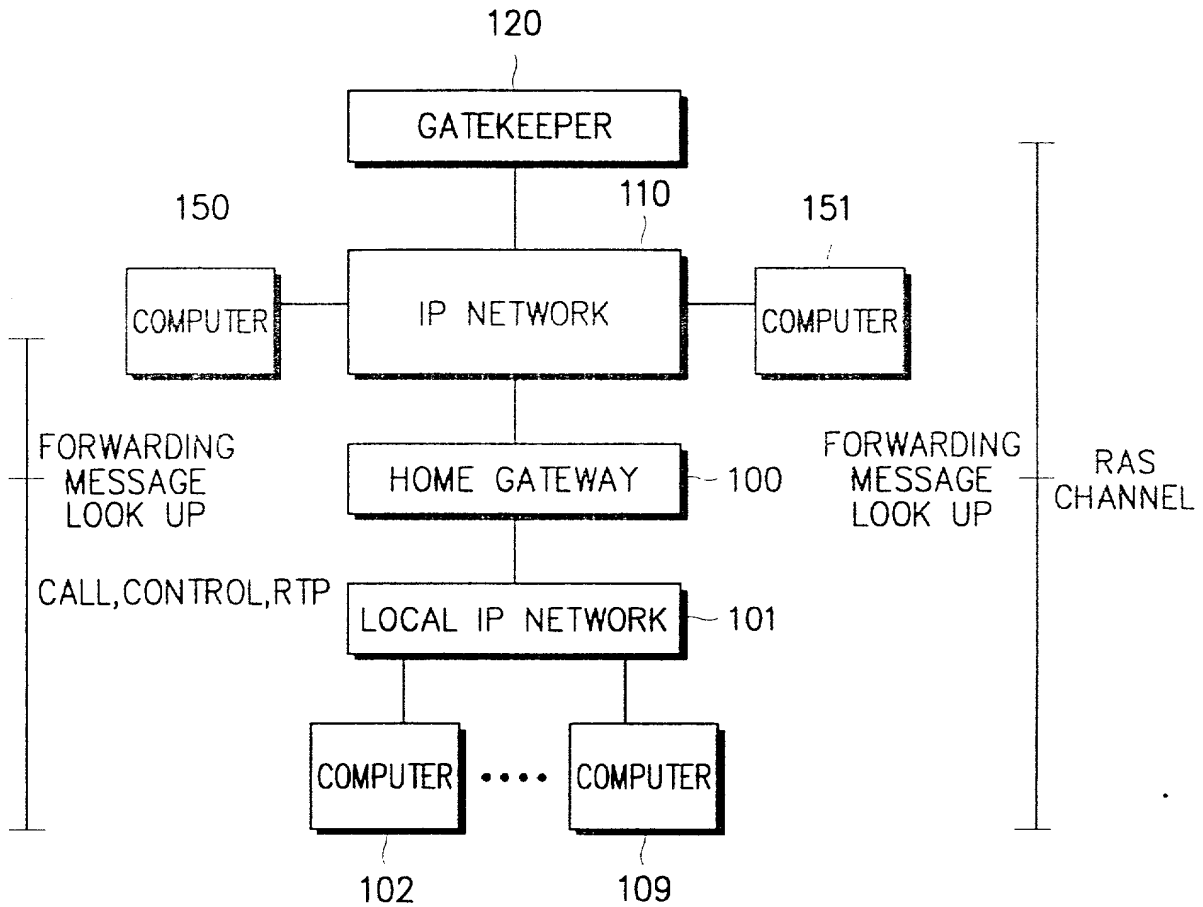 120
GATEKEEPER
150
110
151
COMPUTER
IP NETWORK
COMPUTER
FORWARDING
MESSAGE
LOOK UP
HOME GATEWAY
100
FORWARDING
MESSAGE
LOOK UP
RAS
CHANNEL
CALL,CONTROL,RTP
LOCAL IP NETWORK
101
COMPUTER
COMPUTER
102
109